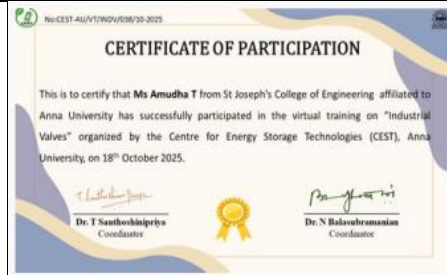 No:CEST-AU/VT/INDV/038/10-2025
CERTIFICATE OF PARTICIPATION
This is to certify that Ms Amudha T from St Joseph's College of Engineering affiliated to
Anna University has successfully participated in the virtual training on "Industrial
Valves" organized by the Centre for Energy Storage Technologies (CEST), Anna
University, on 18th October 2025.
Dr. T Santhoshinipriya
Coordinator
Dr. N Balasubramanian
Coordinator